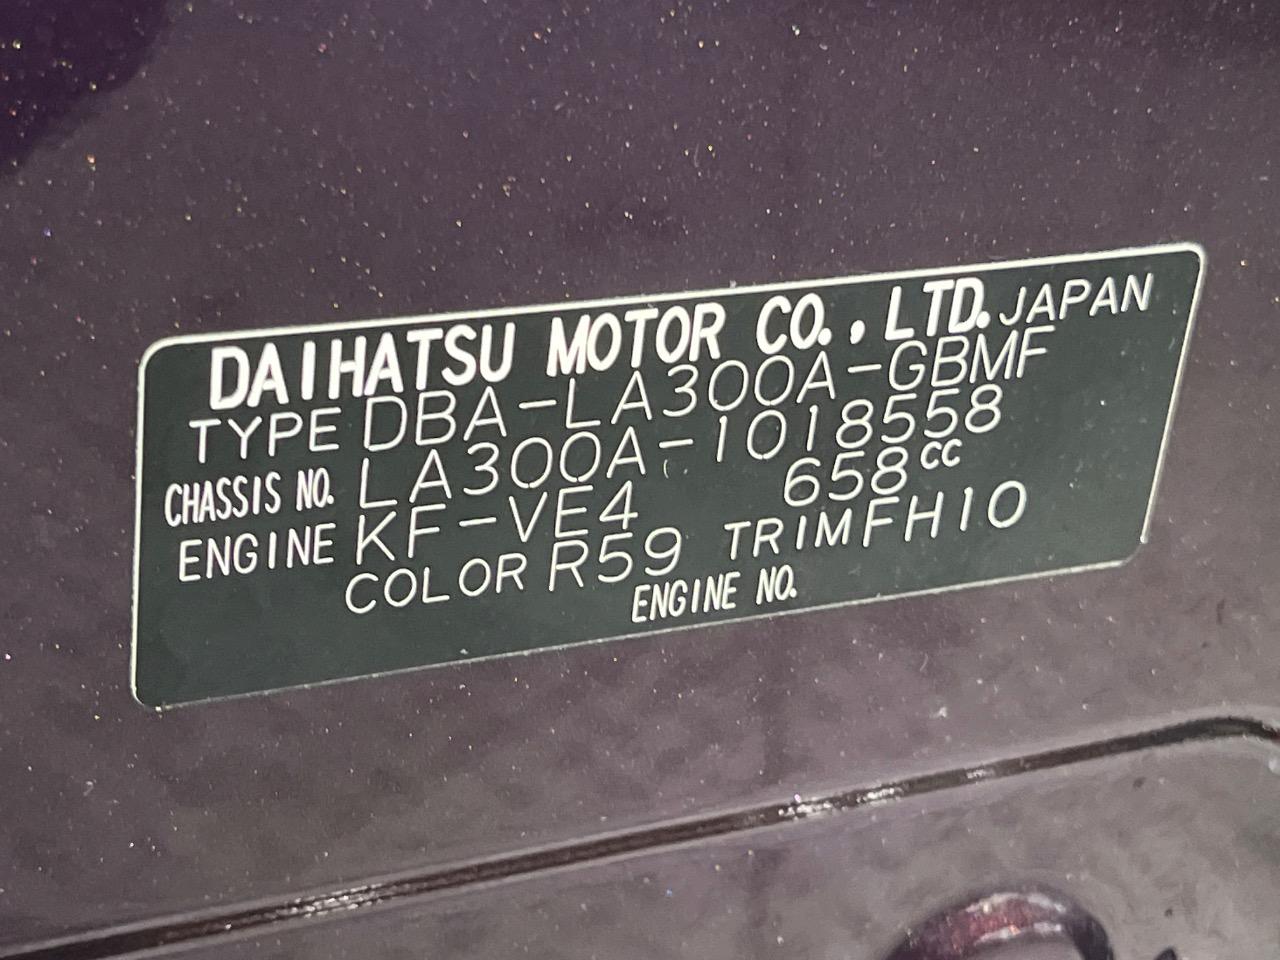 DAIHATSU MOTOR CO., LTD. JAPAN
TYPE DBA-LA300A-GBMF
CHASSIS NO. LA300A-1018558
ENGINE KF-VE4 658cc
COLOR R59 TRIM FH10
ENGINE NO.